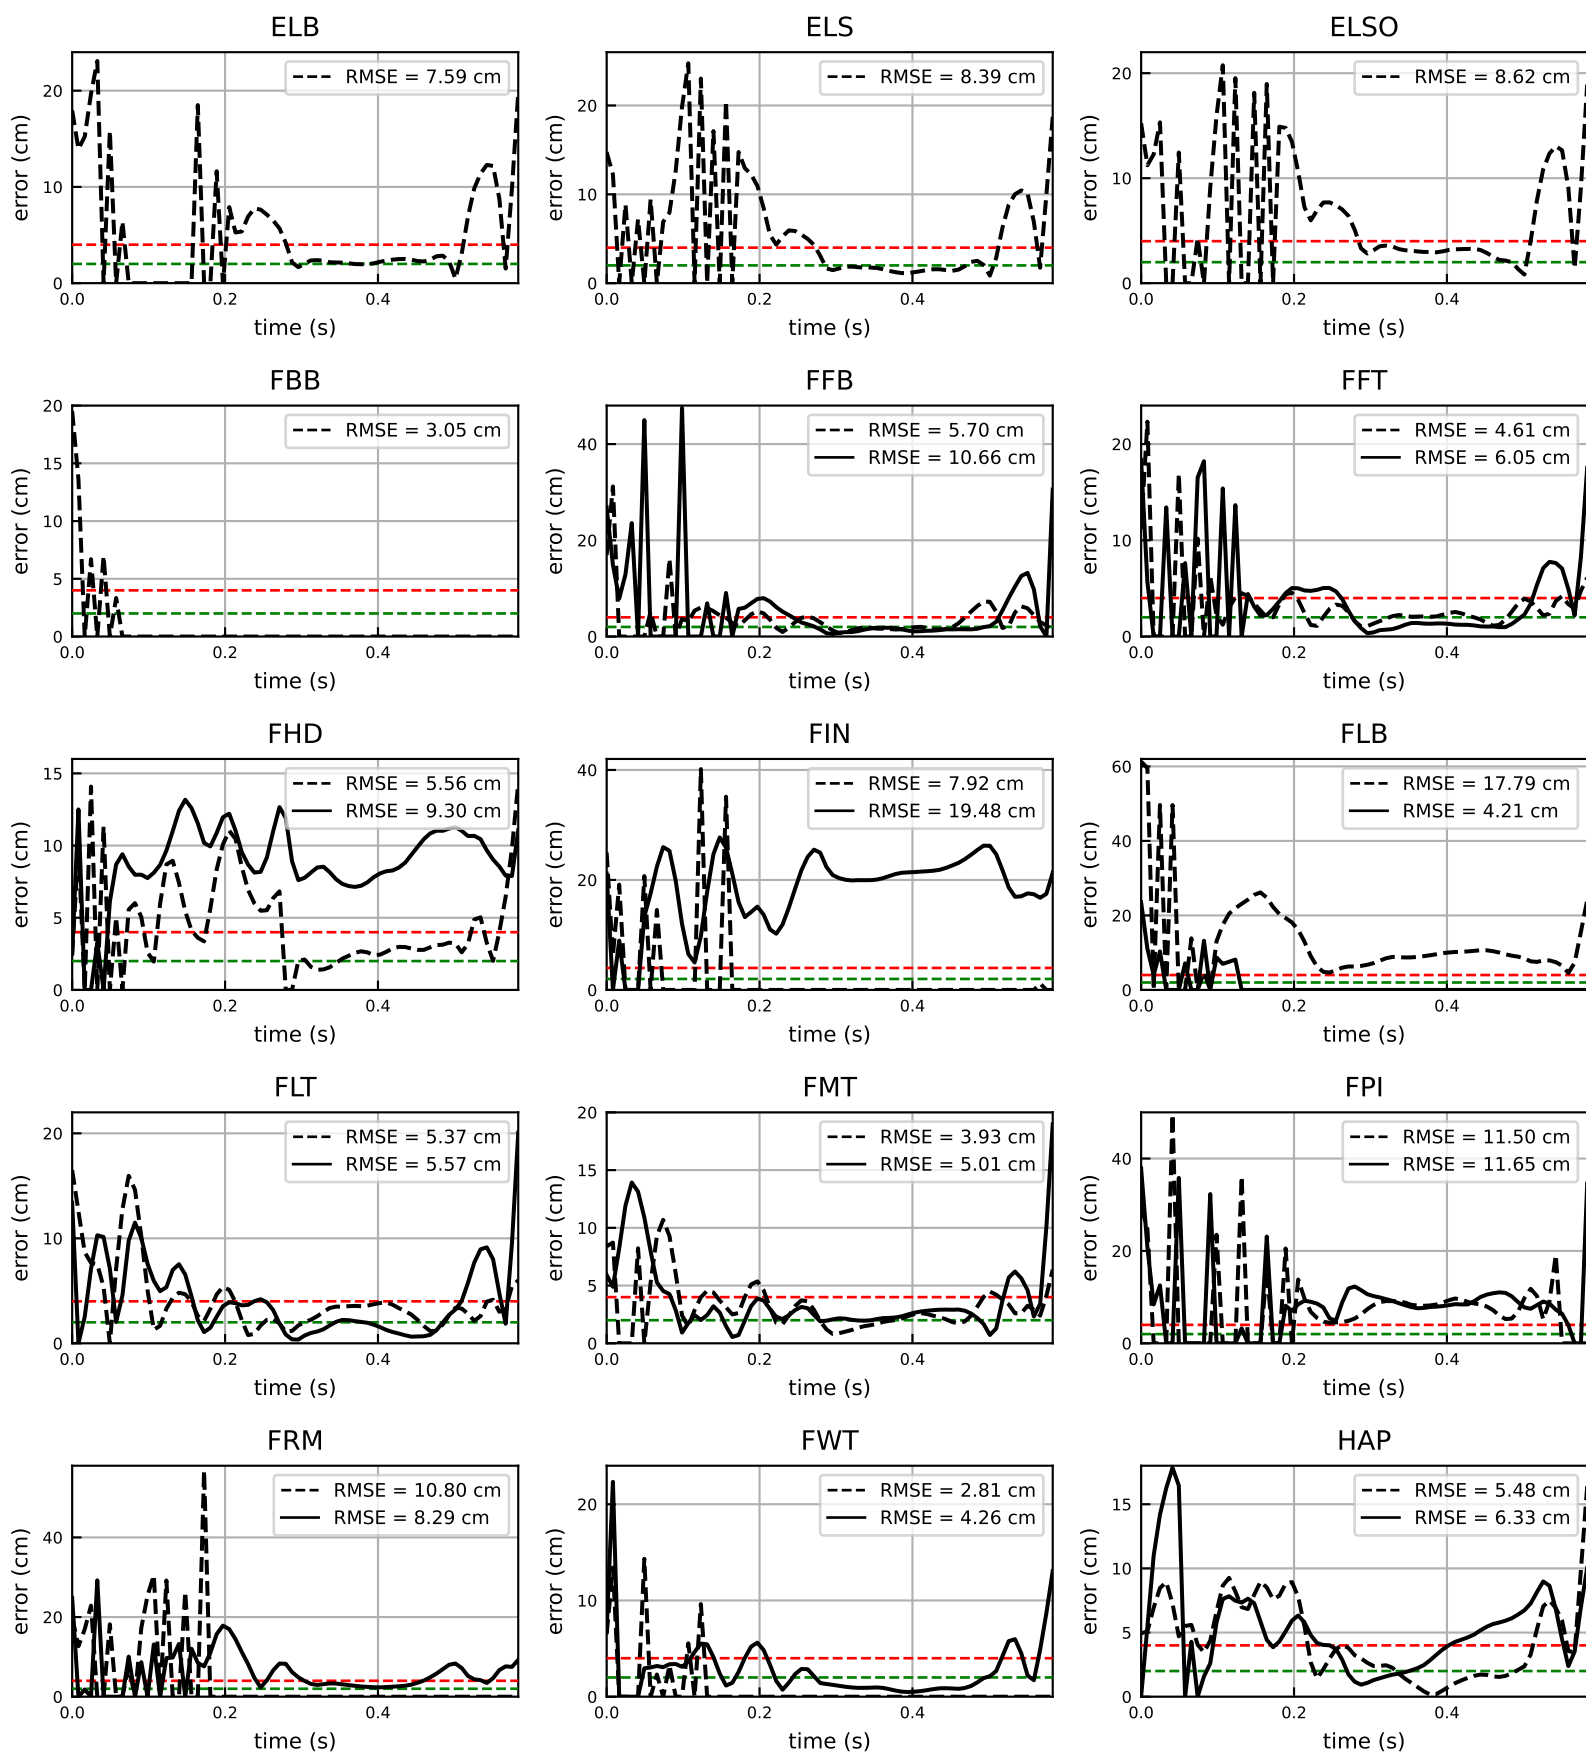 ELB
RMSE = 7.59 cm
error (cm)
20
10
0
0.0 0.2 0.4
time (s)
ELS
RMSE = 8.39 cm
error (cm)
20
10
0
0.0 0.2 0.4
time (s)
ELSO
RMSE = 8.62 cm
error (cm)
20
10
0
0.0 0.2 0.4
time (s)
FBB
RMSE = 3.05 cm
error (cm)
20
15
10
5
0
0.0 0.2 0.4
time (s)
FFB
RMSE = 5.70 cm
RMSE = 10.66 cm
error (cm)
40
20
0
0.0 0.2 0.4
time (s)
FFT
RMSE = 4.61 cm
RMSE = 6.05 cm
error (cm)
20
10
0
0.0 0.2 0.4
time (s)
FHD
RMSE = 5.56 cm
RMSE = 9.30 cm
error (cm)
15
10
5
0
0.0 0.2 0.4
time (s)
FIN
RMSE = 7.92 cm
RMSE = 19.48 cm
error (cm)
40
20
0
0.0 0.2 0.4
time (s)
FLB
RMSE = 17.79 cm
RMSE = 4.21 cm
error (cm)
60
40
20
0
0.0 0.2 0.4
time (s)
FLT
RMSE = 5.37 cm
RMSE = 5.57 cm
error (cm)
20
10
0
0.0 0.2 0.4
time (s)
FMT
RMSE = 3.93 cm
RMSE = 5.01 cm
error (cm)
20
15
10
5
0
0.0 0.2 0.4
time (s)
FPI
RMSE = 11.50 cm
RMSE = 11.65 cm
error (cm)
40
20
0
0.0 0.2 0.4
time (s)
FRM
RMSE = 10.80 cm
RMSE = 8.29 cm
error (cm)
40
20
0
0.0 0.2 0.4
time (s)
FWT
RMSE = 2.81 cm
RMSE = 4.26 cm
error (cm)
20
10
0
0.0 0.2 0.4
time (s)
HAP
RMSE = 5.48 cm
RMSE = 6.33 cm
error (cm)
15
10
5
0
0.0 0.2 0.4
time (s)